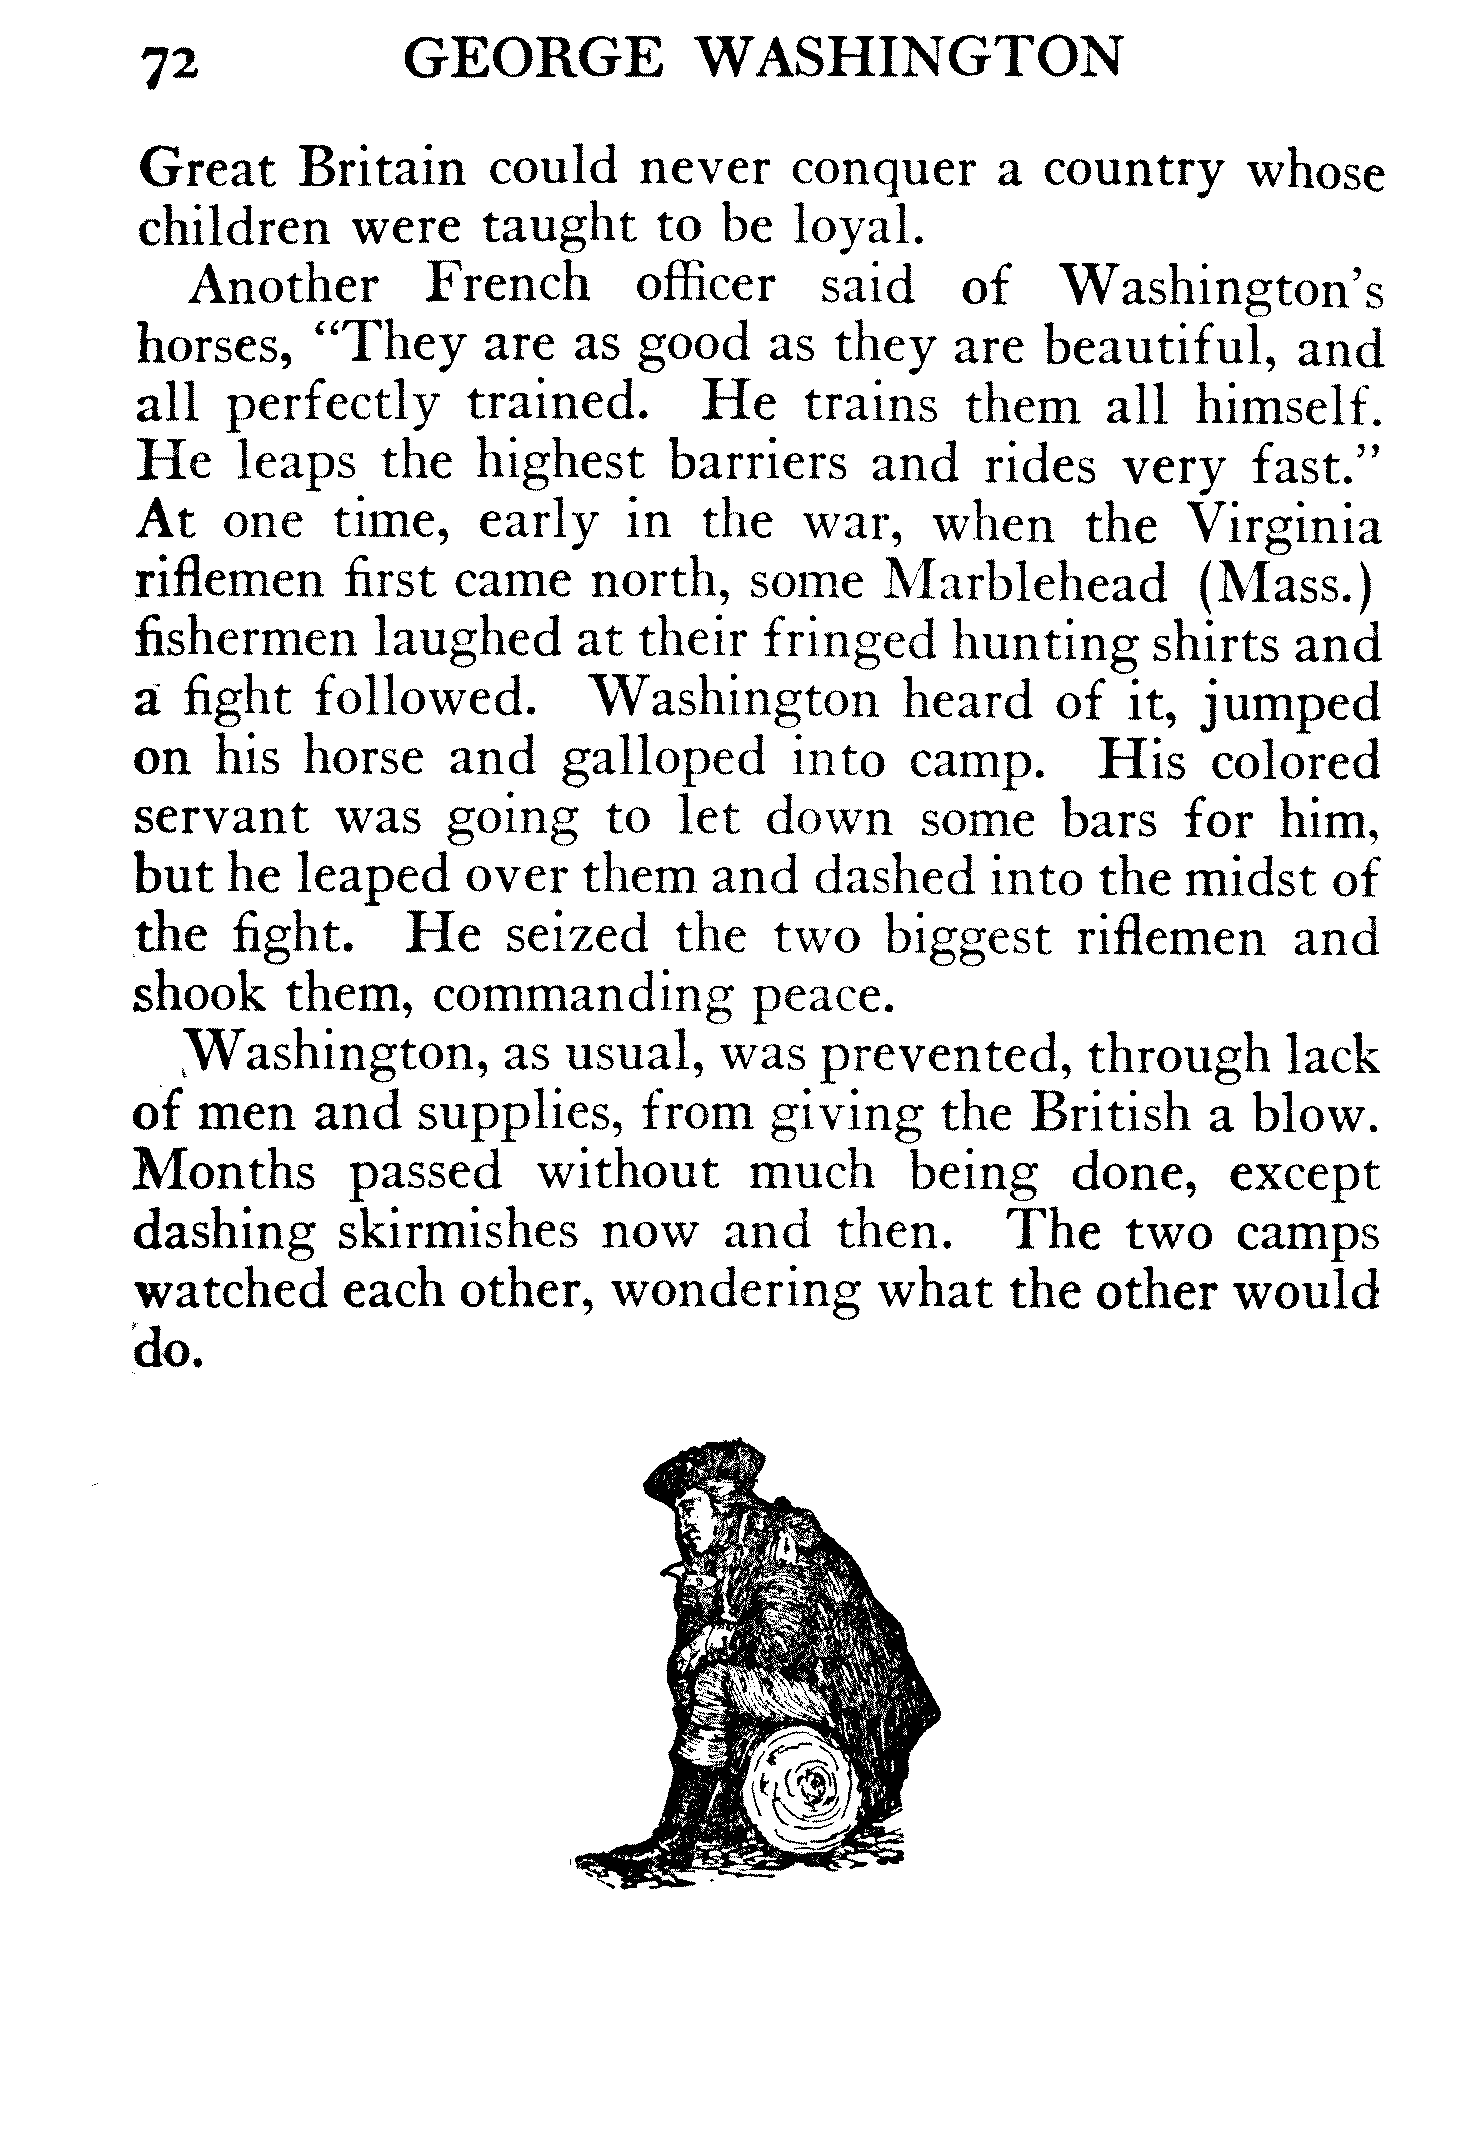 72 GEORGE WASHINGTON
Great Britain could never conquer a country whose
children were taught to be loyal.
Another French officer said of Washington's
horses, "They are as good as they are beautiful, and
all perfectly trained. He trains them all himself.
He leaps the highest barriers and rides very fast."
At one time, early in the war, when the Virginia
riflemen first came north, some Marblehead (Mass.)
fishermen laughed at their fringed hunting shirts and
a fight followed. Washington heard of it, jumped
on his horse and galloped into camp. His colored
servant was going to let down some bars for him,
but he leaped over them and dashed into the midst of
the fight. He seized the two biggest riflemen and
shook them, commanding peace.
Washington, as usual, was prevented, through lack
of men and supplies, from giving the British a blow.
Months passed without much being done, except
dashing skirmishes now and then. The two camps
watched each other, wondering what the other would
do.